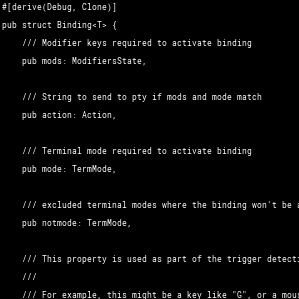 #[derive(Debug, Clone)]
pub struct Binding<T> {
    /// Modifier keys required to activate binding
    pub mods: ModifiersState,
    /// String to send to pty if mods and mode match
    pub action: Action,
    /// Terminal mode required to activate binding
    pub mode: TermMode,
    /// excluded terminal modes where the binding won't be a
    pub notmode: TermMode,
    /// This property is used as part of the trigger detecti
    ///
    /// For example, this might be a key like "G", or a mous